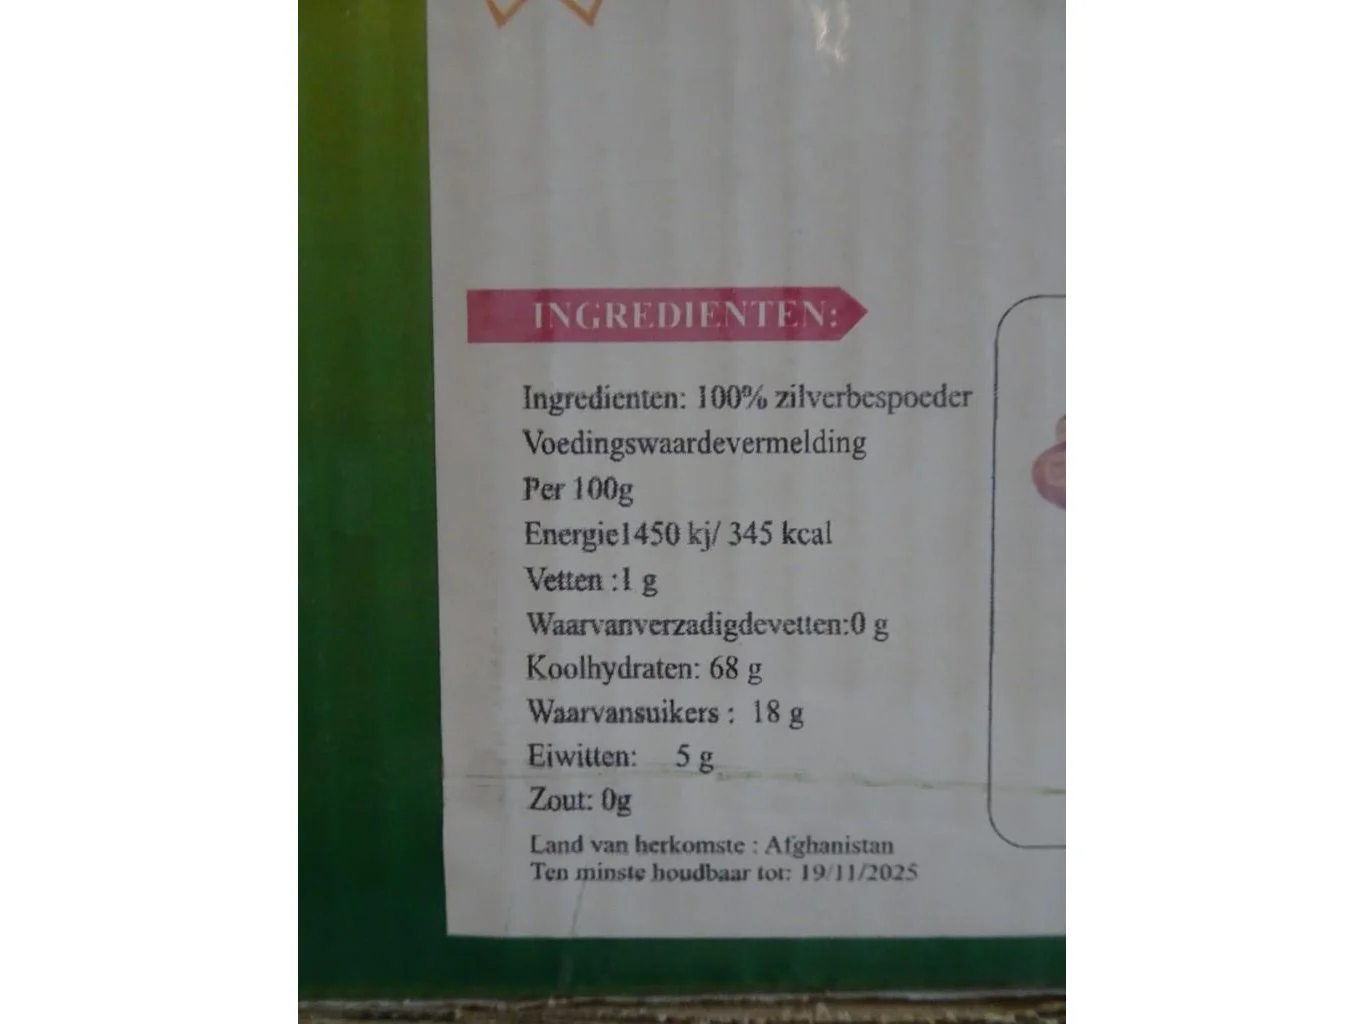 INGREDIENTEN:
Ingredienten: 100% zilverbespoeder
Voedingswaardevermelding
Per 100g
Energie1450 kj/ 345 kcal
Vetten :1 g
Waarvanverzadigdevetten:0 g
Koolhydraten: 68 g
Waarvansuikers : 18 g
Eiwitten: 5 g
Zout: 0g
Land van herkomste : Afghanistan
Ten minste houdbaar tot: 19/11/2025